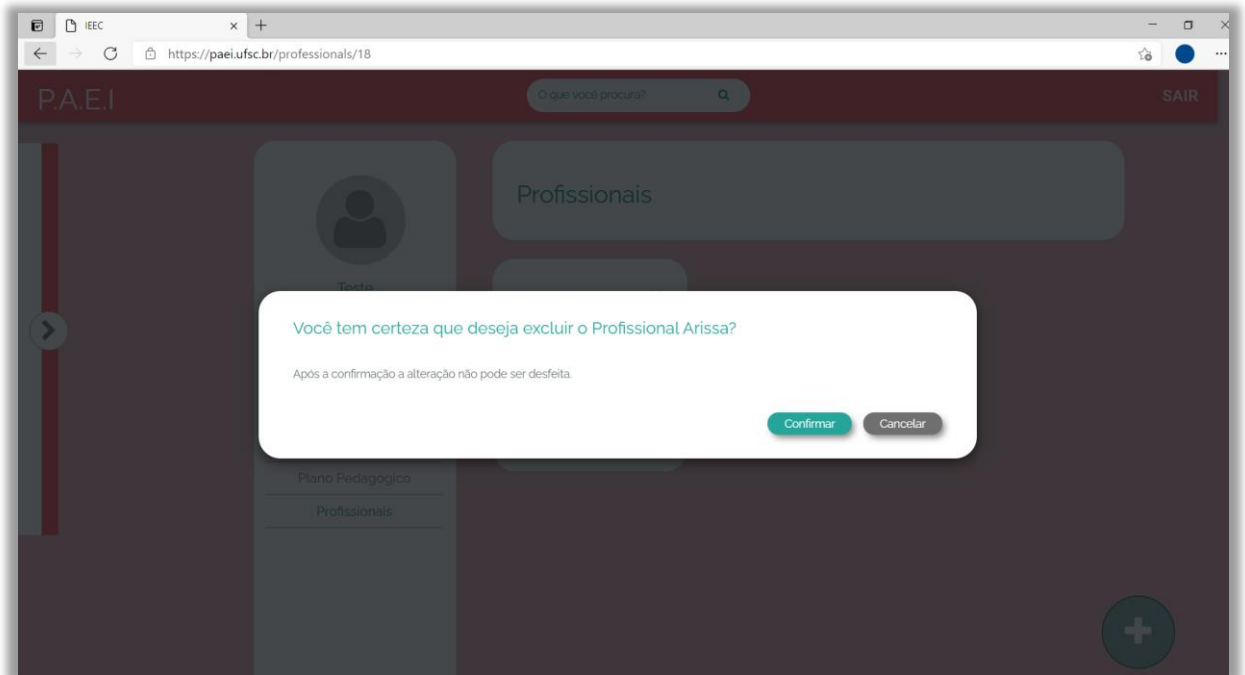 IEEC
https://paei.ufsc.br/professionals/18
P.A.E.I
O que você procura?
SAIR
Profissionais
Teste
Você tem certeza que deseja excluir o Profissional Arissa?
Após a confirmação a alteração não pode ser desfeita.
Confirmar
Cancelar
Plano Pedagógico
Profissionais